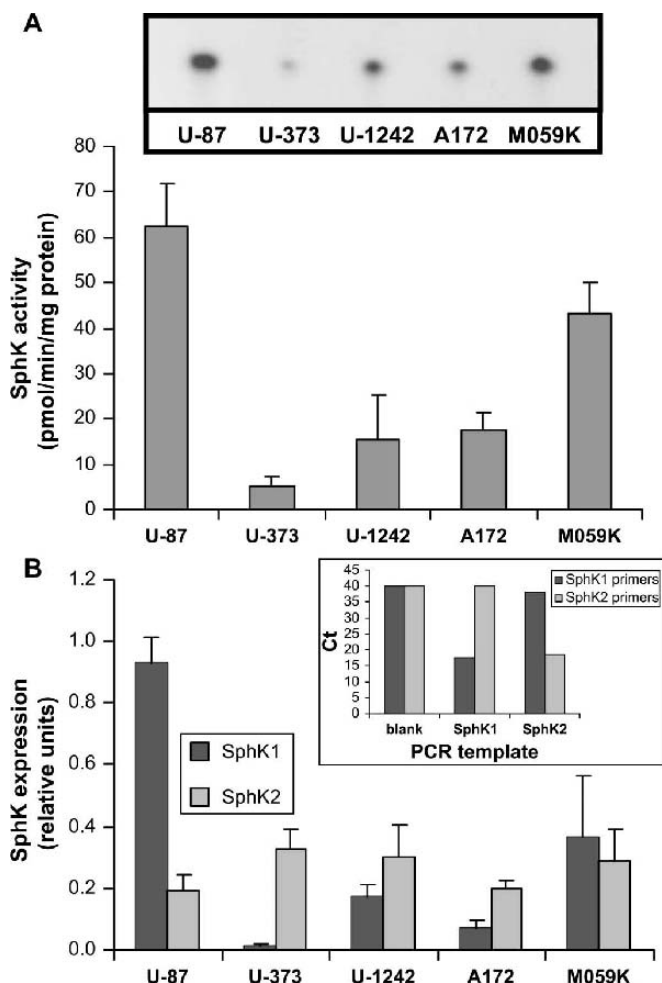 A
U-87 U-373 U-1242 A172 M059K
SphK activity
(pmol/min/mg protein)
80
70
60
50
40
30
20
10
0
U-87 U-373 U-1242 A172 M059K
B
SphK expression
(relative units)
1.2
1.0
0.8
0.6
0.4
0.2
0.0
SphK1
SphK2
Ct
45
40
35
30
25
20
15
10
5
0
SphK1 primers
SphK2 primers
blank SphK1 SphK2
PCR template
U-87 U-373 U-1242 A172 M059K